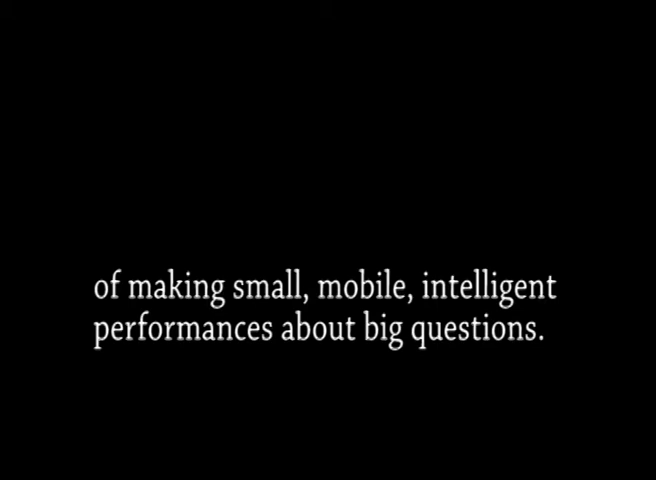 of making small, mobile, intelligent
performances about big questions.